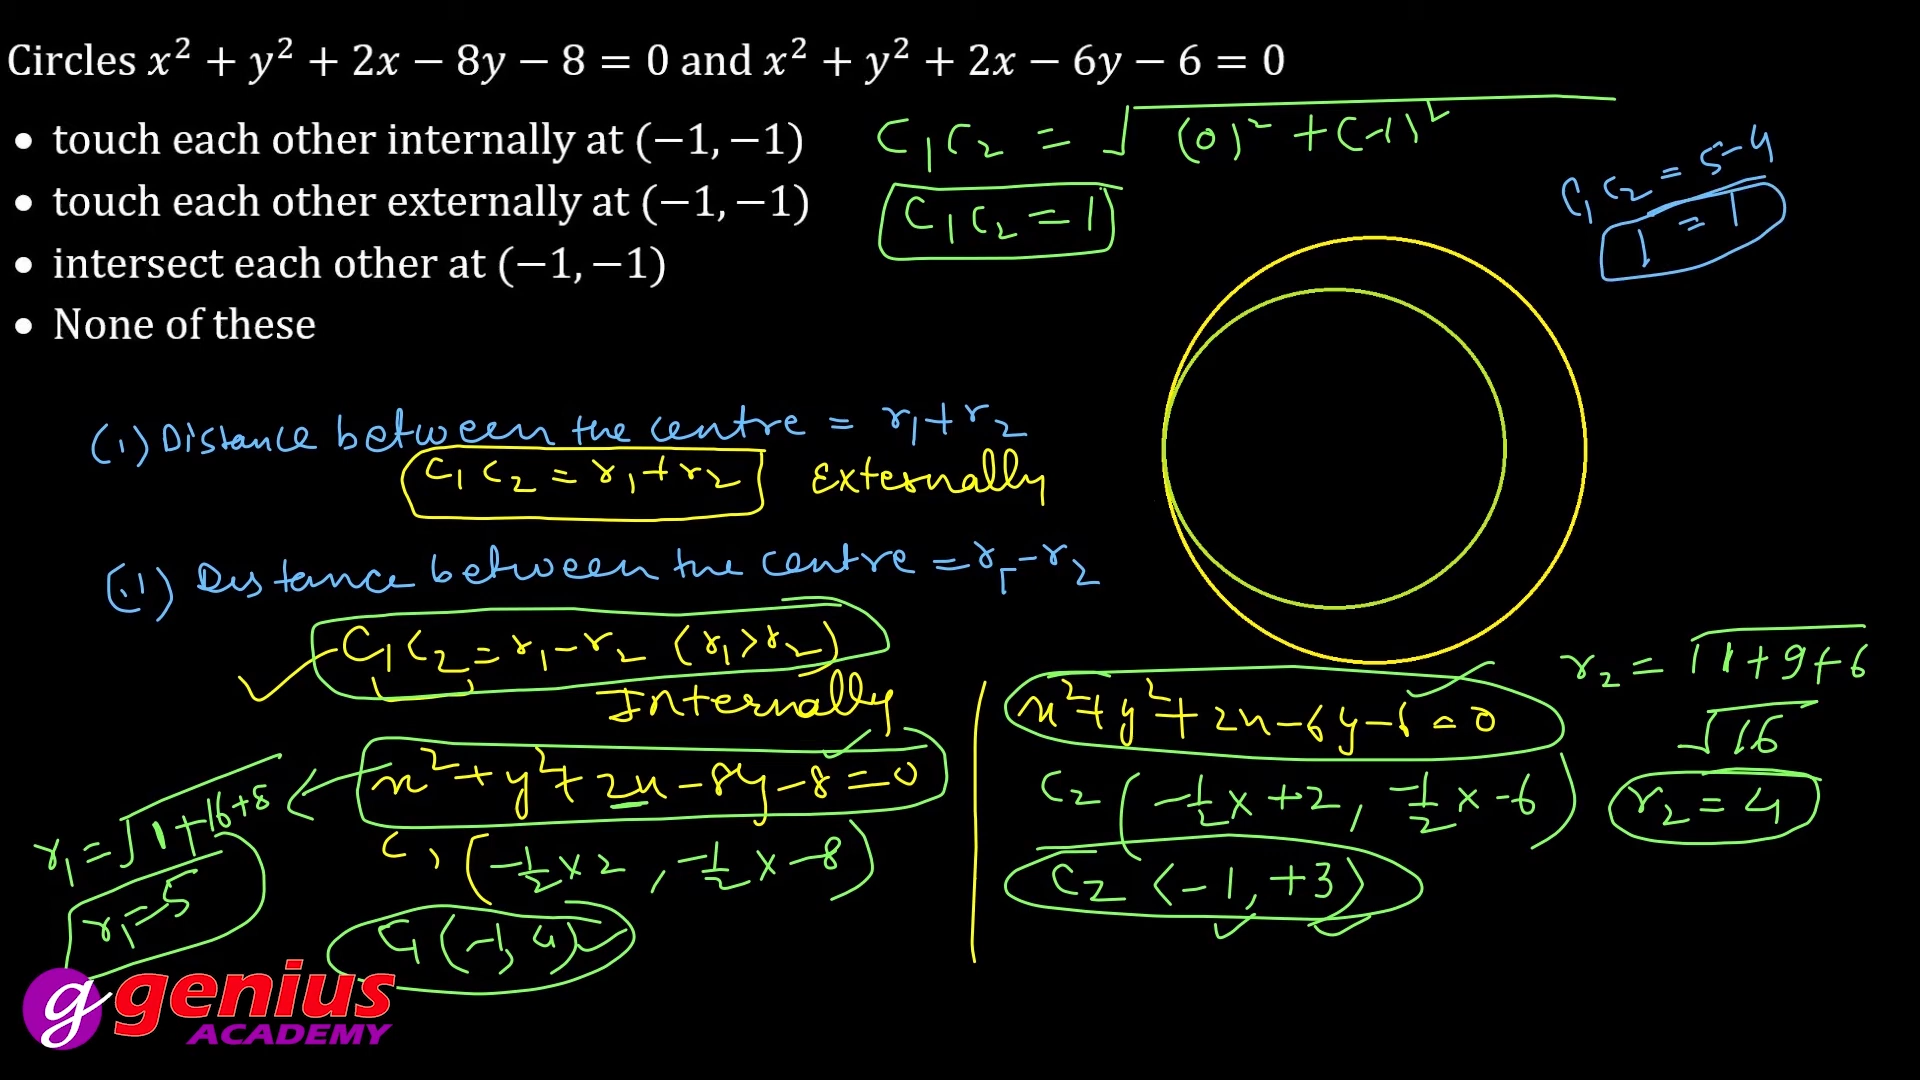 Circles x² + y² + 2x − 8y − 8 = 0 and x² + y² + 2x − 6y − 6 = 0
• touch each other internally at (−1, −1)
• touch each other externally at (−1, −1)
• intersect each other at (−1, −1)
• None of these
C₁C₂ = √(0)² + (-1)²
C₁C₂ = 1
C₁C₂ = 5-4
1 = 1
(i) Distance between the centre = r₁+r₂
C₁C₂ = r₁+r₂ Externally
(ii) Distance between the centre = r₁-r₂
C₁C₂ = r₁-r₂ (r₁>r₂)
Internally
x²+y²+2x-8y-8=0
r₁=√1+16+8
r₁=5
C₁(-½×2, -½×-8)
C₁(-1, 4)
x²+y²+2x-6y-6=0
C₂(-½×+2, -½×-6)
C₂(-1, +3)
r₂ = √1+9+6
√16
r₂ = 4
g genius
ACADEMY